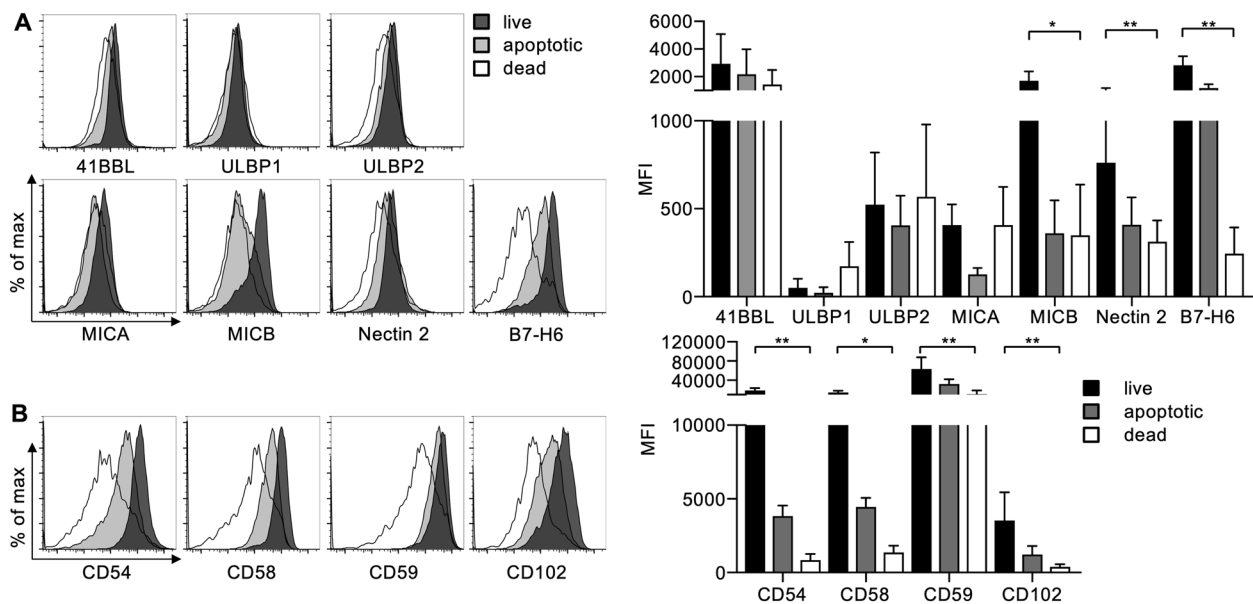 A
live
apoptotic
dead
41BBL ULBP1 ULBP2
% of max
MICA MICB Nectin 2 B7-H6
B
% of max
CD54 CD58 CD59 CD102
6000
4000
2000
1000
500
0
MFI
* ** **
41BBL ULBP1 ULBP2 MICA MICB Nectin 2 B7-H6
120000
80000
40000
10000
5000
0
MFI
** * ** **
CD54 CD58 CD59 CD102
live
apoptotic
dead